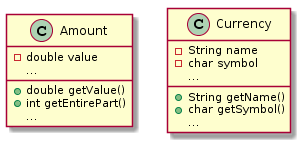 C Amount
double value
...
double getValue()
int getEntirePart()
...
C Currency
String name
char symbol
...
String getName()
char getSymbol()
...